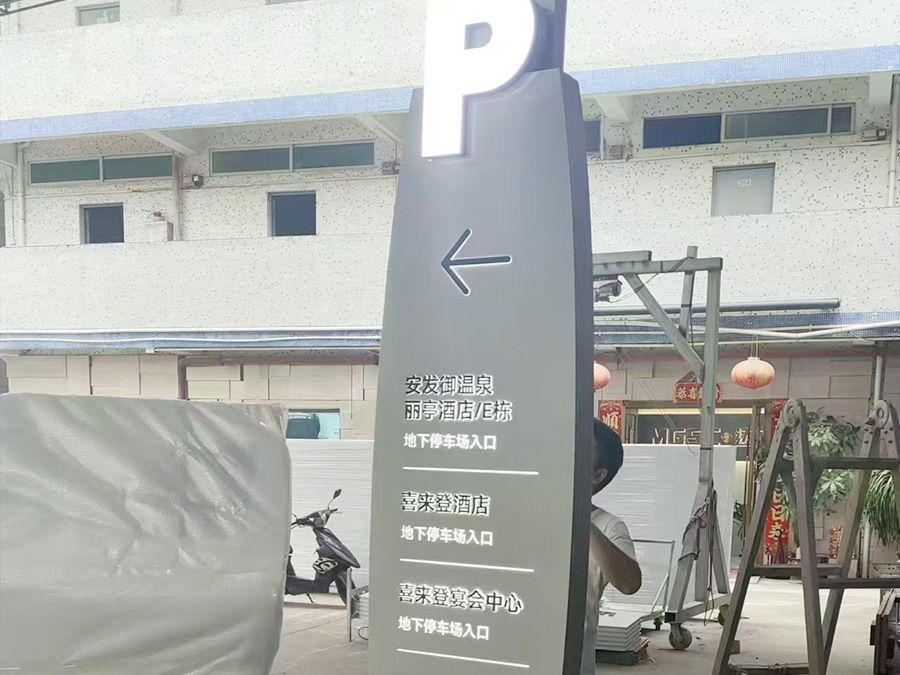 P
安发御温泉
丽亭酒店/E栋
地下停车场入口
喜来登酒店
地下停车场入口
喜来登宴会中心
地下停车场入口